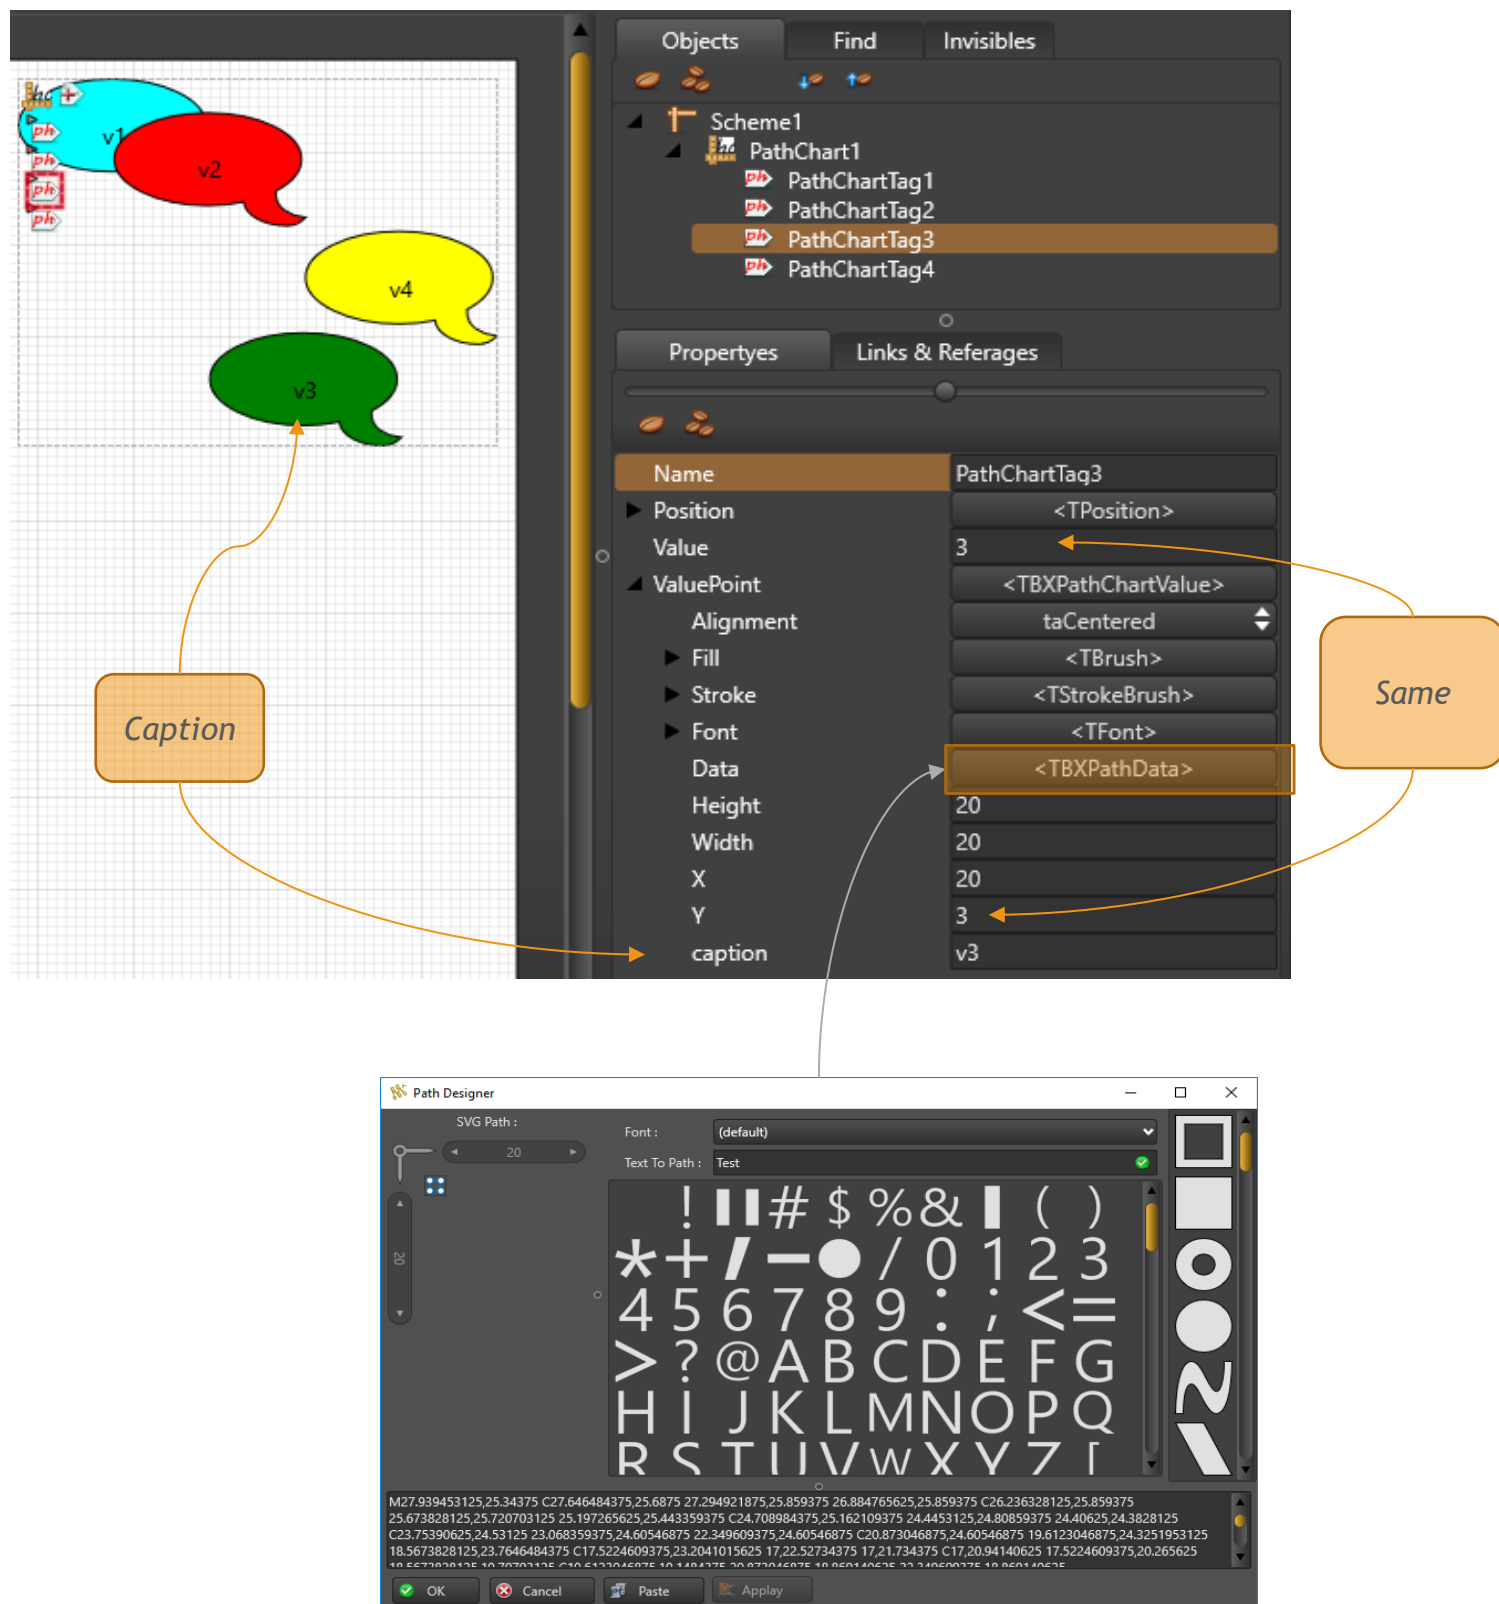 Objects Find Invisibles
Scheme1
PathChart1
PathChartTag1
PathChartTag2
PathChartTag3
PathChartTag4
v1
v2
v4
v3
Propertyes Links & Referages
Name PathChartTag3
Position <TPosition>
Value 3
ValuePoint <TBXPathChartValue>
Alignment taCentered
Fill <TBrush>
Stroke <TStrokeBrush>
Font <TFont>
Data <TBXPathData>
Height 20
Width 20
X 20
Y 3
caption v3
Caption
Same
Path Designer
SVG Path :
20
20
Font : (default)
Text To Path : Test
! " # $ % & ' ( )
* + , - . / 0 1 2 3
4 5 6 7 8 9 : ; < =
> ? @ A B C D E F G
H I J K L M N O P Q
R S T U V W X Y Z [
M27.939453125,25.34375 C27.646484375,25.6875 27.294921875,25.859375 26.884765625,25.859375 C26.236328125,25.859375
25.673828125,25.720703125 25.197265625,25.443359375 C24.708984375,25.162109375 24.4453125,24.80859375 24.40625,24.3828125
C23.75390625,24.53125 23.068359375,24.60546875 22.349609375,24.60546875 C20.873046875,24.60546875 19.6123046875,24.3251953125
18.5673828125,23.7646484375 C17.5224609375,23.2041015625 17,22.52734375 17,21.734375 C17,20.94140625 17.5224609375,20.265625
OK Cancel Paste Applay